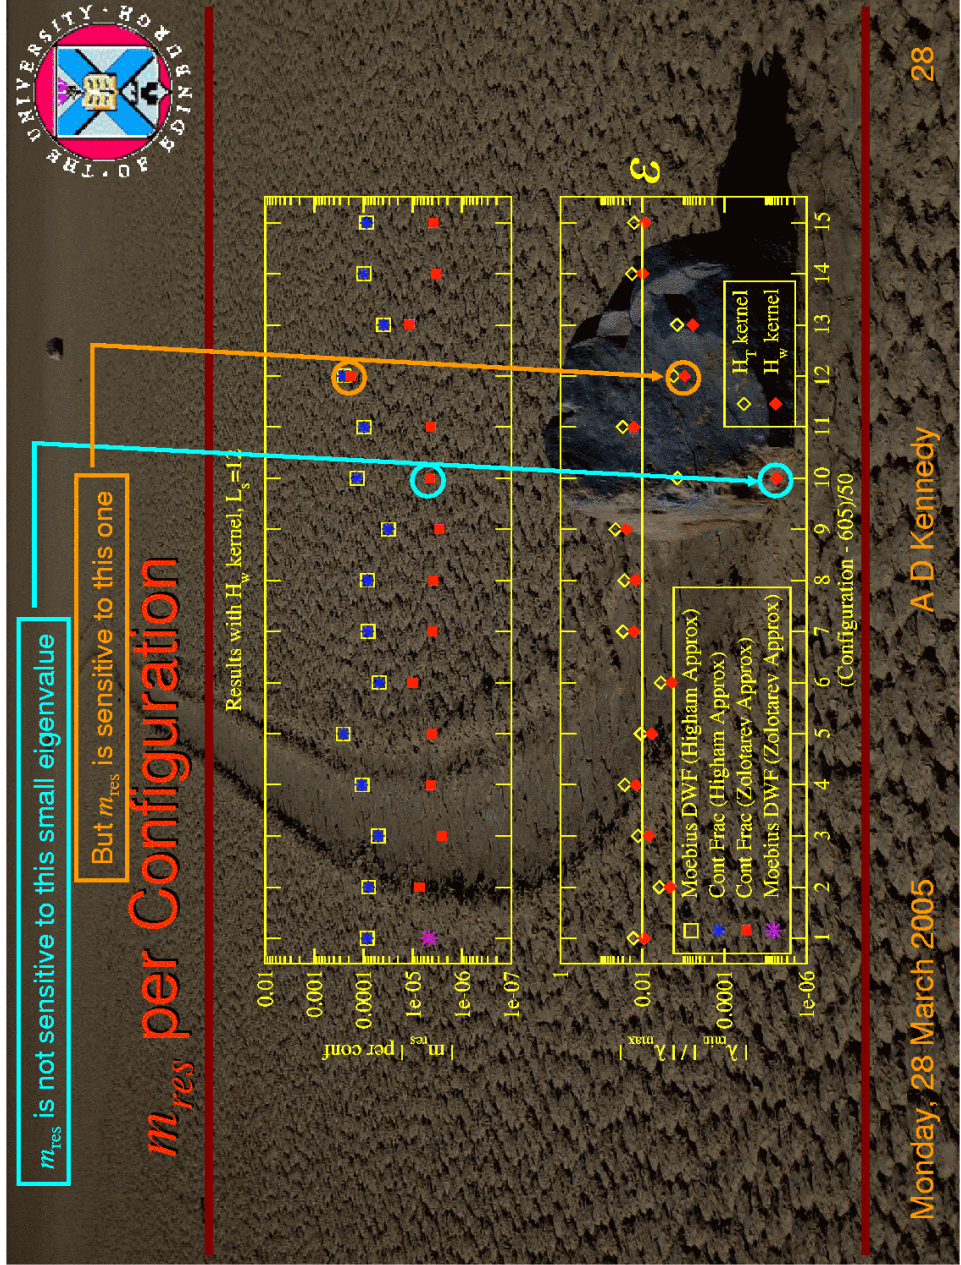 THE UNIVERSITY OF EDINBURGH
m_res is not sensitive to this small eigenvalue
But m_res is sensitive to this one
m_res per Configuration
Results with H_w kernel, L_s=12
0.01
0.001
0.0001
1e-05
1e-06
1e-07
| m_res | per conf
1
0.01
0.0001
1e-06
| λ_min | / | λ_max |
Moebius DWF (Higham Approx)
Cont Frac (Higham Approx)
Cont Frac (Zolotarev Approx)
Moebius DWF (Zolotarev Approx)
H_T kernel
H_w kernel
3
1 2 3 4 5 6 7 8 9 10 11 12 13 14 15
(Configuration - 605)/50
Monday, 28 March 2005
A D Kennedy
28